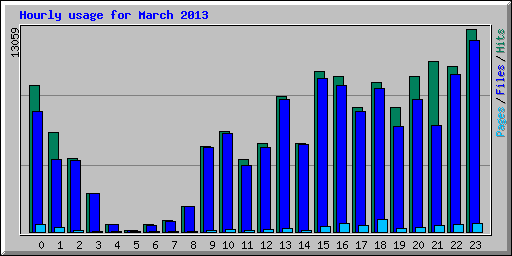 Hourly usage for March 2013
13059
Pages / Files / Hits
0 1 2 3 4 5 6 7 8 9 10 11 12 13 14 15 16 17 18 19 20 21 22 23